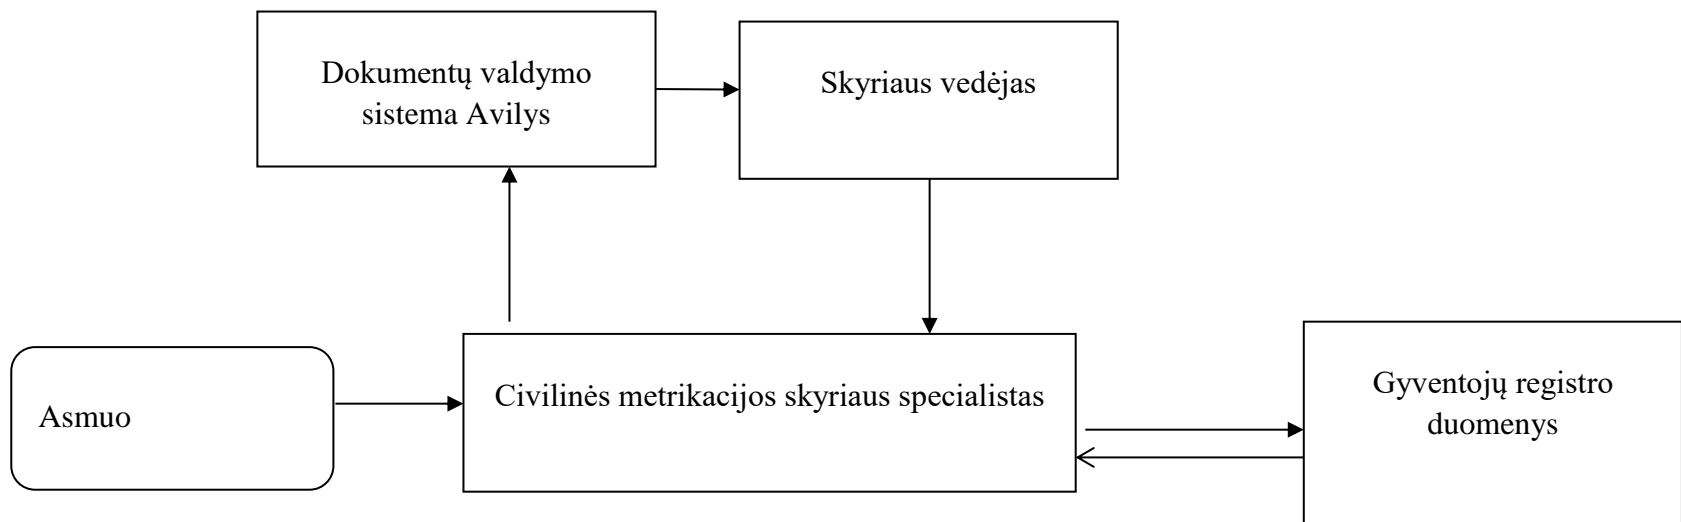 Dokumentų valdymo
sistema Avilys
Skyriaus vedėjas
Asmuo
Civilinės metrikacijos skyriaus specialistas
Gyventojų registro
duomenys